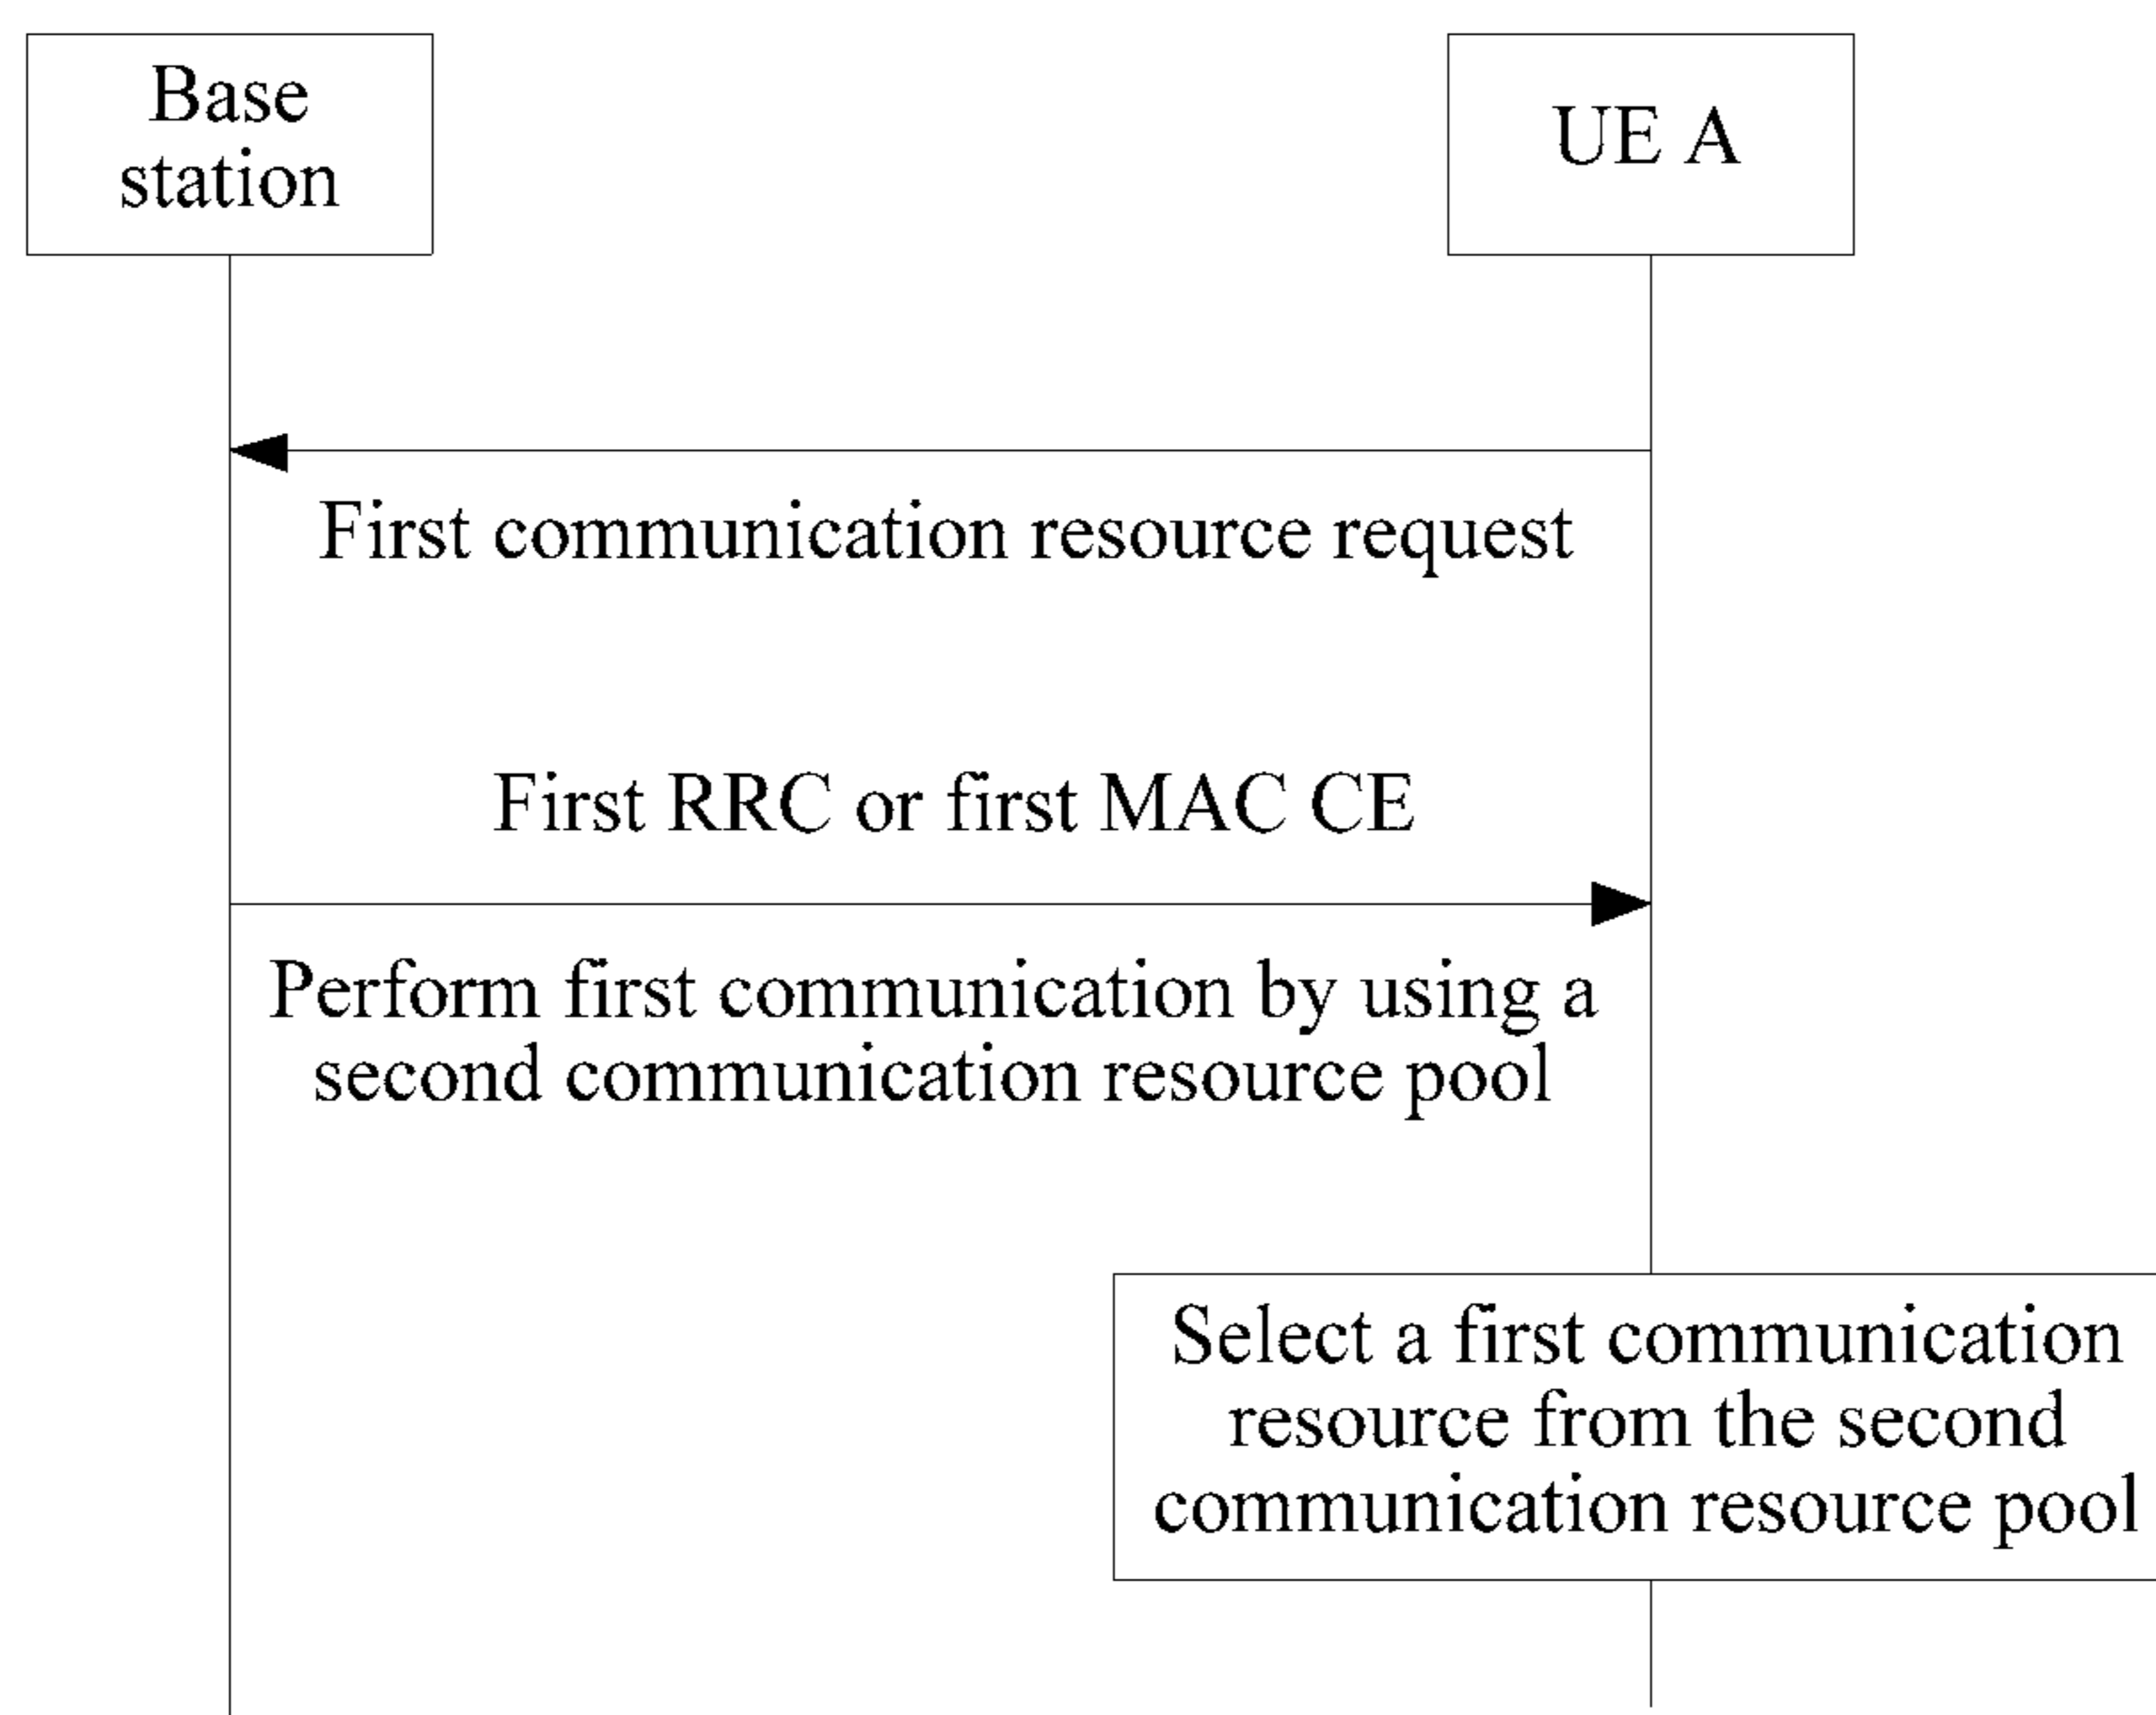 Base
station
UE A
First communication resource request
First RRC or first MAC CE
Perform first communication by using a
second communication resource pool
Select a first communication
resource from the second
communication resource pool